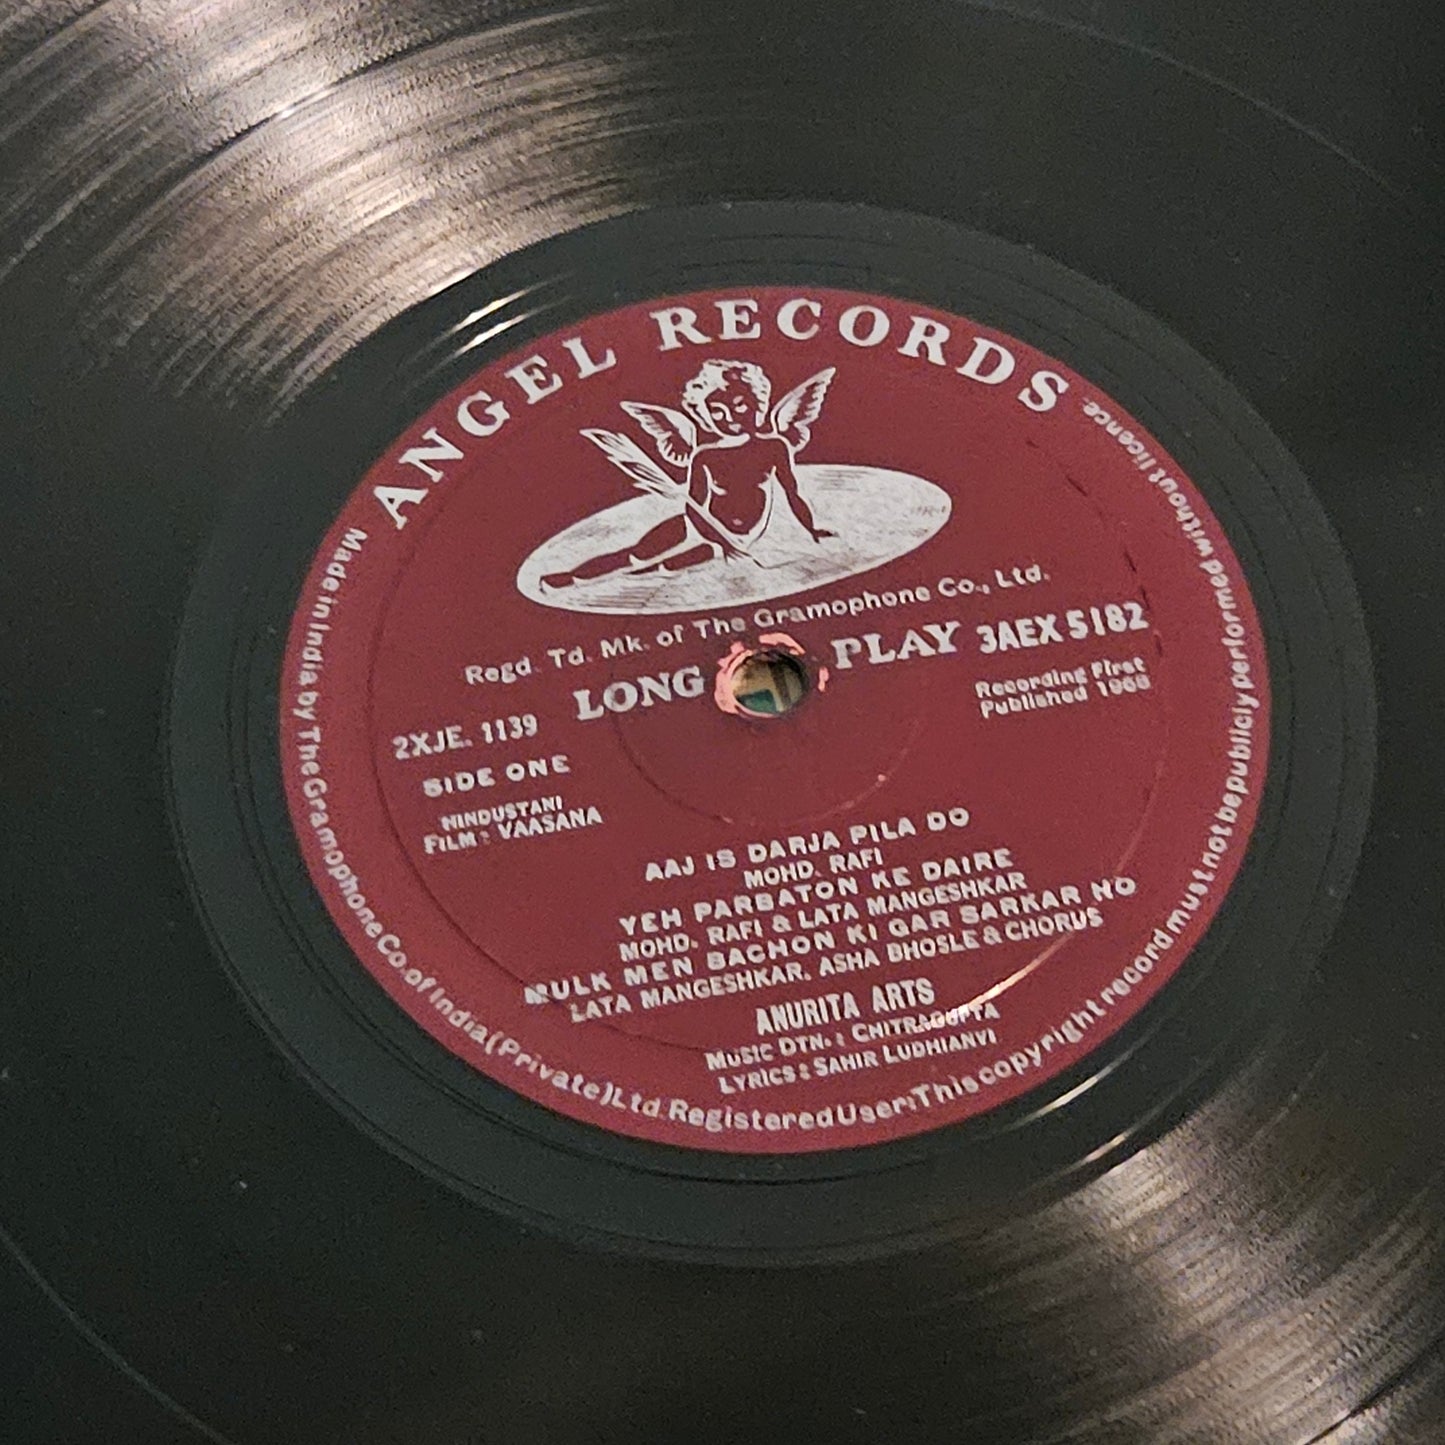 ANGEL RECORDS
Regd. Td. Mk. of The Gramophone Co., Ltd.
LONG PLAY
3AEX 5182
Recording First
Published 1968
2XJE. 1139
SIDE ONE
HINDUSTANI
FILM : VAASANA
AAJ IS DARJA PILA DO
MOHD. RAFI
YEH PARBATON KE DAIRE
MOHD. RAFI & LATA MANGESHKAR
MULK MEN BACHON KI GAR SARKAR HO
LATA MANGESHKAR, ASHA BHOSLE & CHORUS
ANURITA ARTS
MUSIC DTN. : CHITRAGUPTA
LYRICS : SAHIR LUDHIANVI
Made in India by The Gramophone Co. of India (Private) Ltd. Registered User: This copyright record must not be publicly performed without licence.